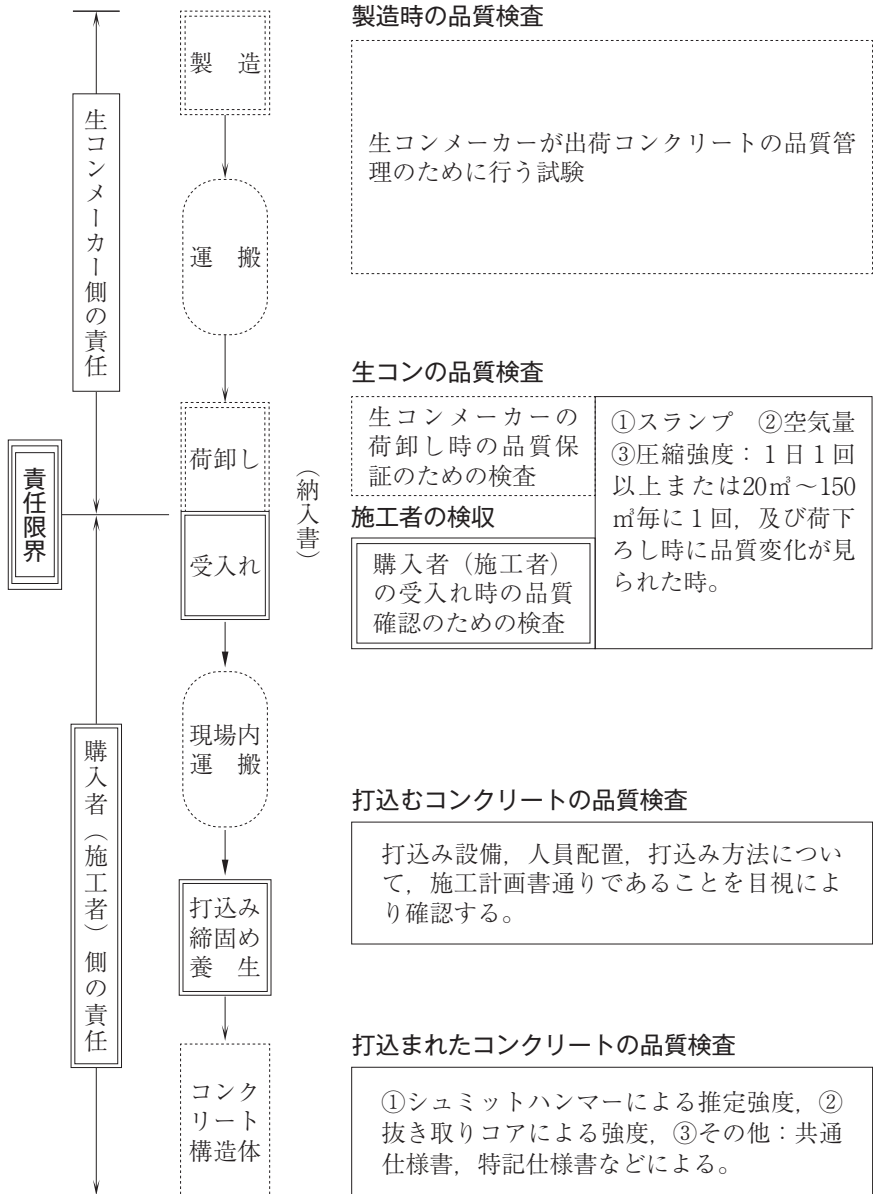 製造時の品質検査
製　造
生コンメーカーが出荷コンクリートの品質管
理のために行う試験
生コンメーカー側の責任
運　搬
生コンの品質検査
荷卸し
生コンメーカーの
荷卸し時の品質保
証のための検査
①スランプ　②空気量
③圧縮強度：１日１回
以上または20㎥～150
㎥毎に１回，及び荷下
ろし時に品質変化が見
られた時。
（納入書）
責任限界
施工者の検収
受入れ
購入者（施工者）
の受入れ時の品質
確認のための検査
現場内
運　搬
購入者（施工者）側の責任
打込むコンクリートの品質検査
打込み設備，人員配置，打込み方法につい
て，施工計画書通りであることを目視によ
り確認する。
打込み
締固め
養　生
打込まれたコンクリートの品質検査
コンク
リート
構造体
①シュミットハンマーによる推定強度，②
抜き取りコアによる強度，③その他：共通
仕様書，特記仕様書などによる。